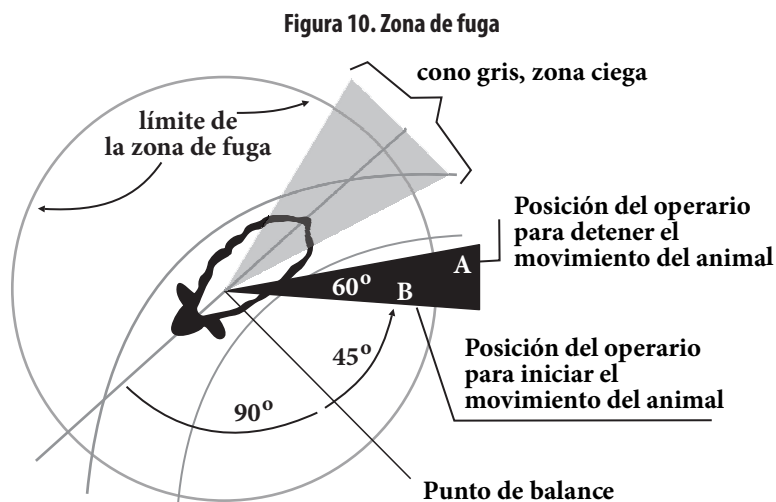 Figura 10. Zona de fuga
cono gris, zona ciega
límite de
la zona de fuga
Posición del operario
para detener el
movimiento del animal
A
60º
B
45º
Posición del operario
para iniciar el
movimiento del animal
90º
Punto de balance